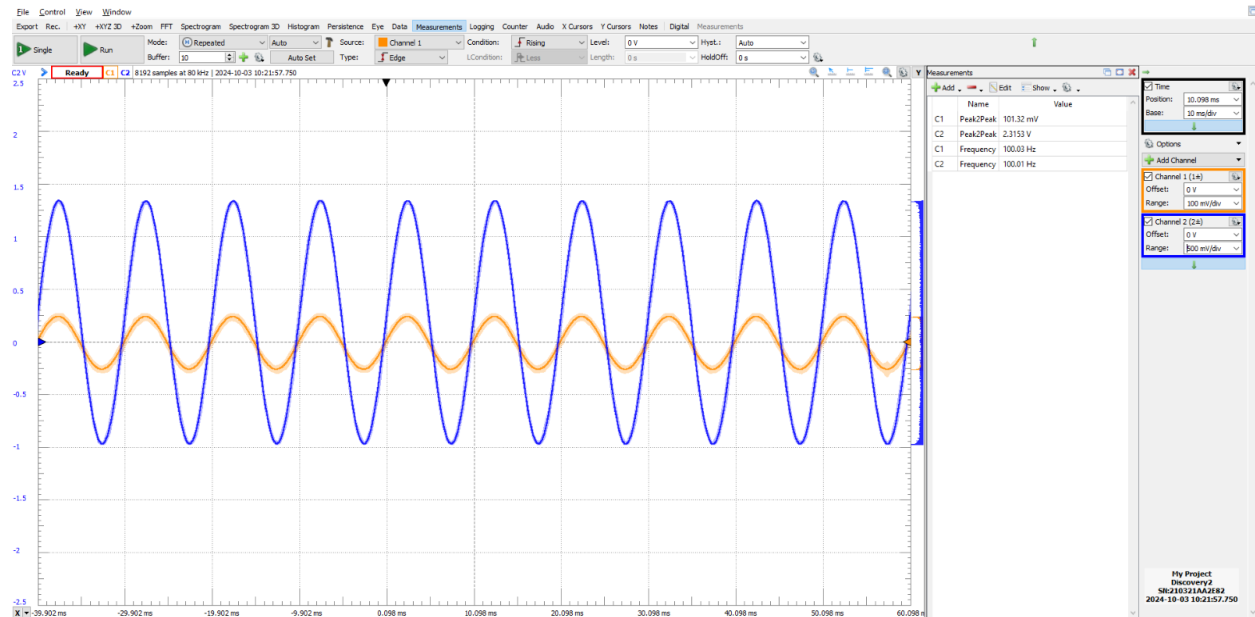 File Control View Window
Export Rec. +XY +XYZ 3D +Zoom FFT Spectrogram Spectrogram 3D Histogram Persistence Eye Data Measurements Logging Counter Audio X Cursors Y Cursors Notes Digital Measurements
Single Run Mode: Repeated Auto Source: Channel 1 Condition: Rising Level: 0 V Hyst.: Auto
Buffer: 10 Auto Set Type: Edge LCondition: Less Length: 0 s HoldOff: 0 s
C2 V Ready C1 C2 8192 samples at 80 kHz | 2024-10-03 10:21:57.750 Y
2.5
2
1.5
1
0.5
0
-0.5
-1
-1.5
-2
-2.5
X -39.902 ms -29.902 ms -19.902 ms -9.902 ms 0.098 ms 10.098 ms 20.098 ms 30.098 ms 40.098 ms 50.098 ms 60.098 m
Measurements
Add Edit Show
Name Value
C1 Peak2Peak 101.32 mV
C2 Peak2Peak 2.3153 V
C1 Frequency 100.03 Hz
C2 Frequency 100.01 Hz
Time
Position: 10.098 ms
Base: 10 ms/div
Options
Add Channel
Channel 1 (1±)
Offset: 0 V
Range: 100 mV/div
Channel 2 (2±)
Offset: 0 V
Range: 500 mV/div
My Project
Discovery2
SN:210321AA2E82
2024-10-03 10:21:57.750